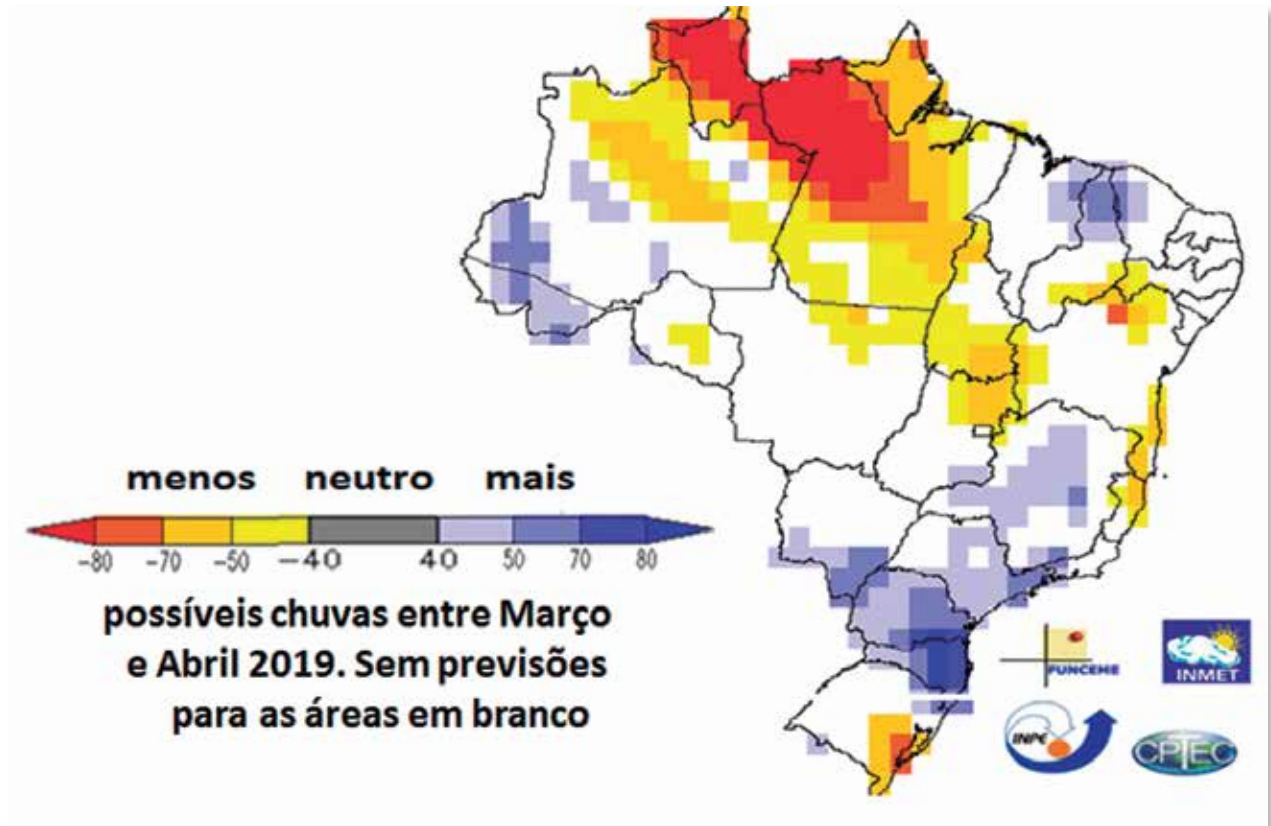 menos neutro mais
-80 -70 -50 -40 40 50 70 80
possíveis chuvas entre Março
e Abril 2019. Sem previsões
para as áreas em branco
FUNCEME
INMET
INPE
CPTEC